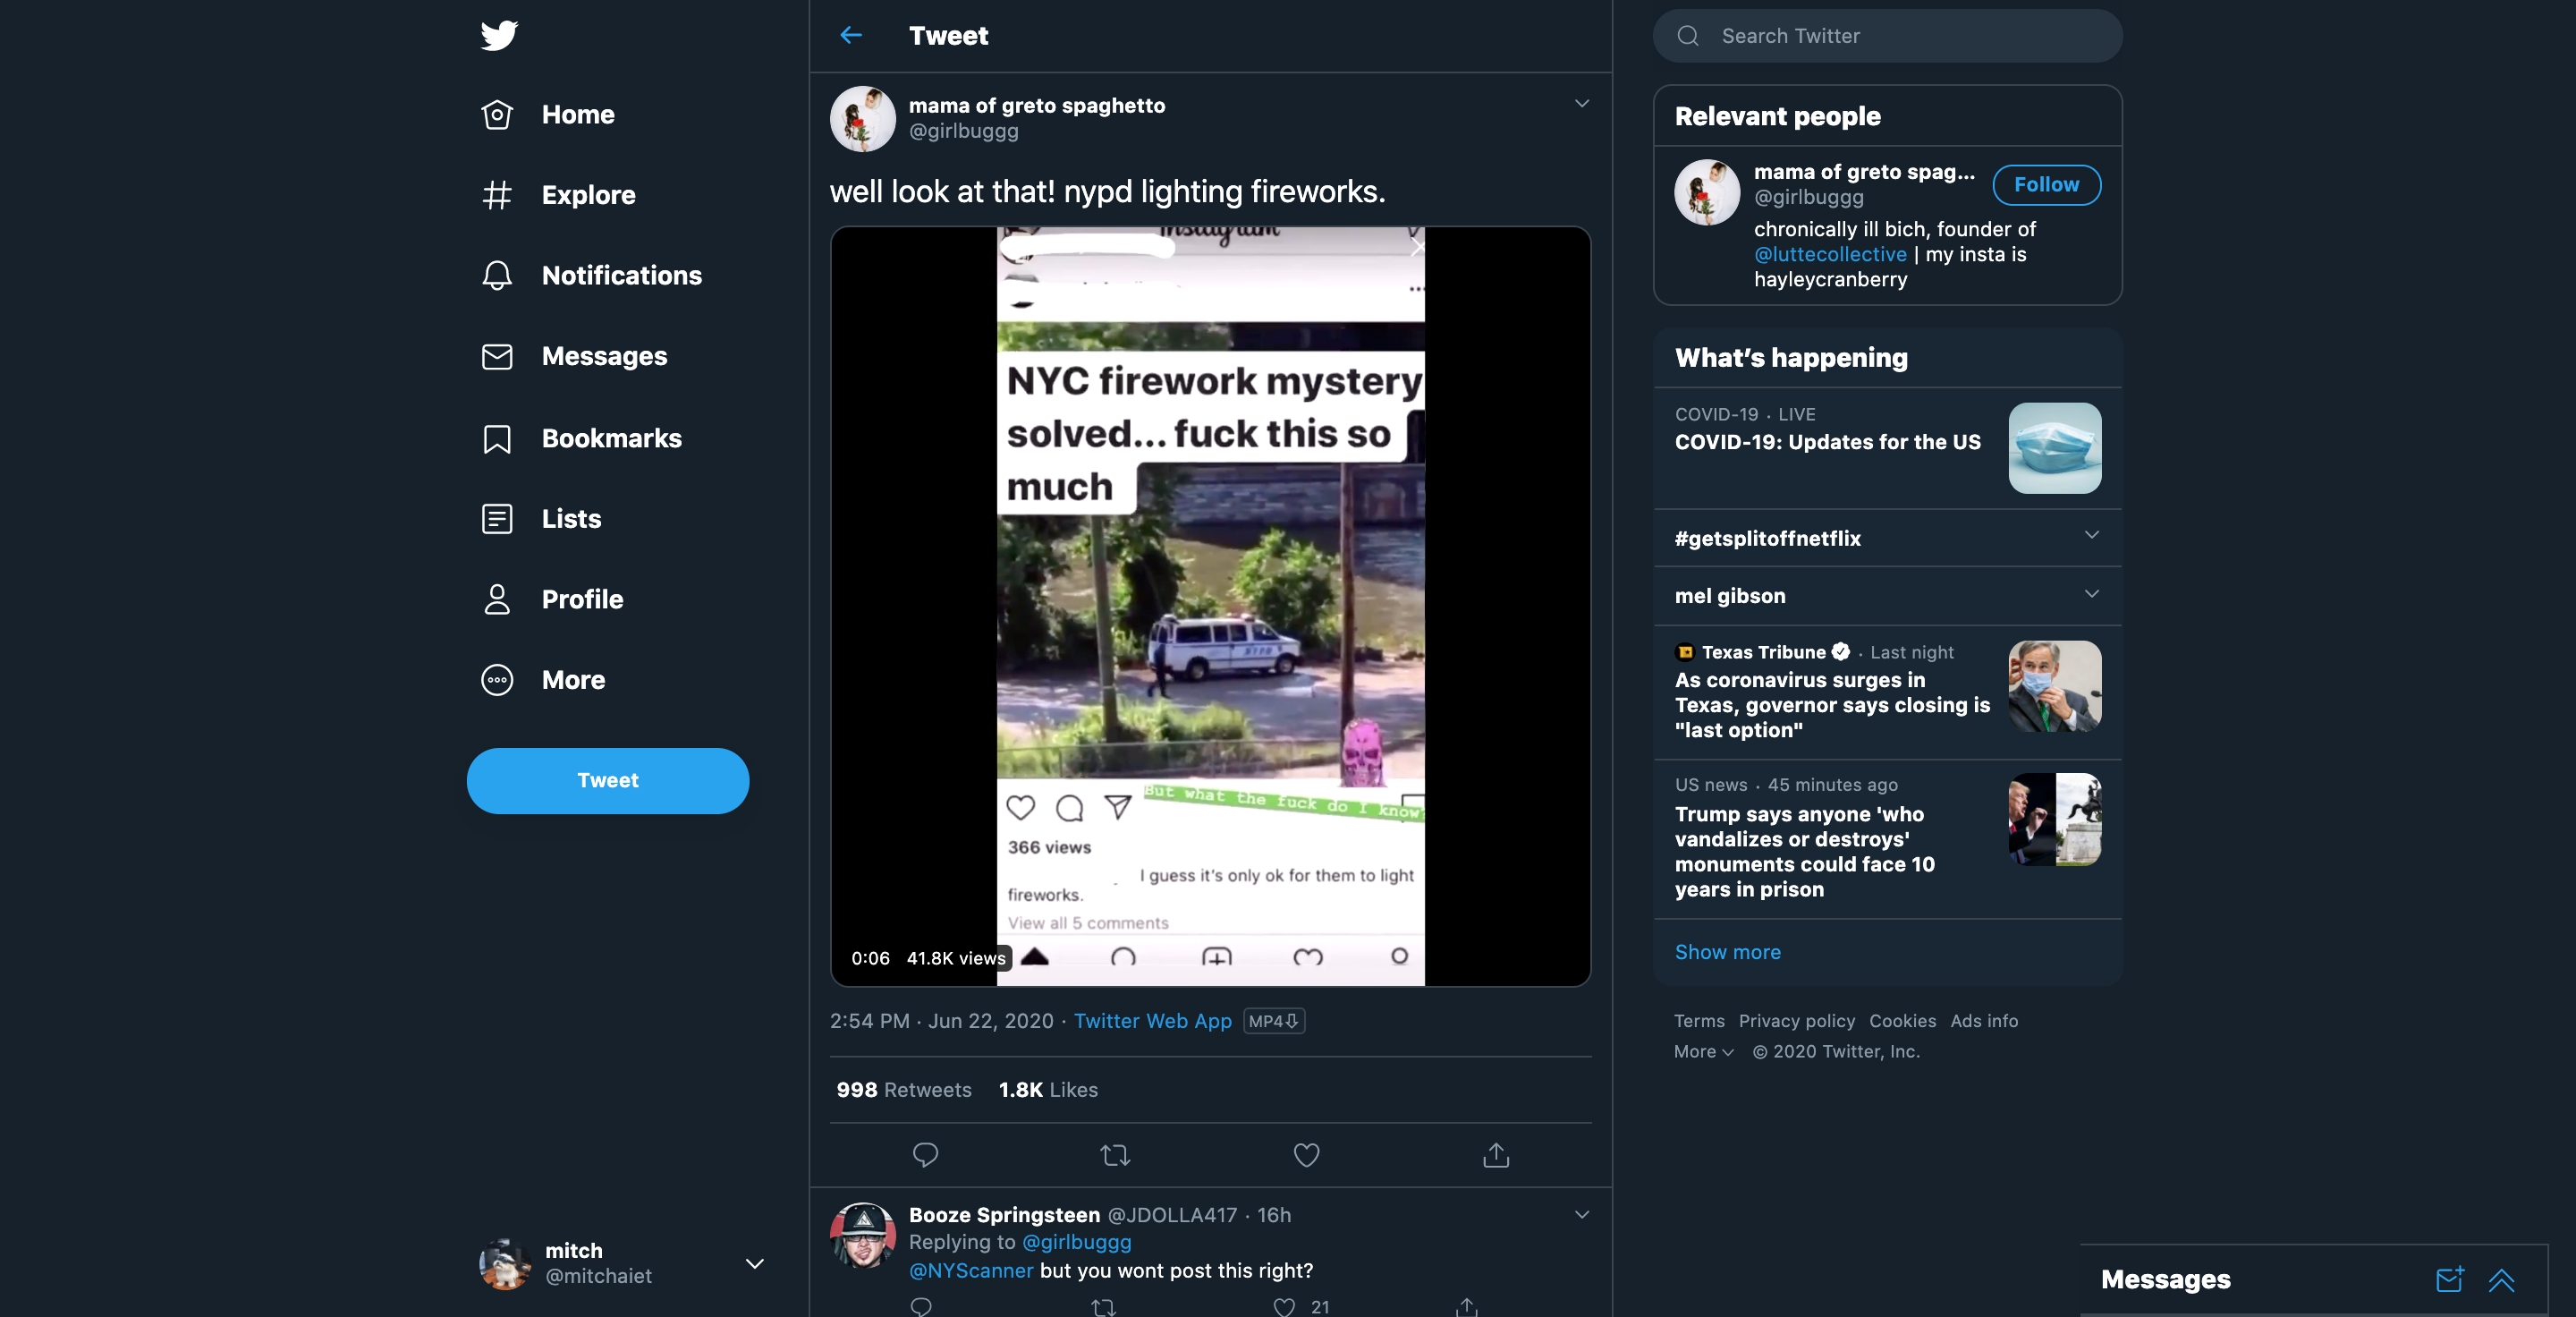 Home
Explore
Notifications
Messages
Bookmarks
Lists
Profile
More
Tweet
mitch
@mitchaiet
Tweet
mama of greto spaghetto
@girlbuggg
well look at that! nypd lighting fireworks.
Instagram
NYC firework mystery
solved... fuck this so
much
NYPD
But what the fuck do I know
366 views
I guess it's only ok for them to light
fireworks.
View all 5 comments
0:06 41.8K views
2:54 PM · Jun 22, 2020 · Twitter Web App MP4
998 Retweets 1.8K Likes
Booze Springsteen @JDOLLA417 · 16h
Replying to @girlbuggg
@NYScanner but you wont post this right?
21
Search Twitter
Relevant people
mama of greto spag...
@girlbuggg
Follow
chronically ill bich, founder of
@luttecollective | my insta is
hayleycranberry
What's happening
COVID-19 · LIVE
COVID-19: Updates for the US
#getsplitoffnetflix
mel gibson
Texas Tribune · Last night
As coronavirus surges in
Texas, governor says closing is
"last option"
US news · 45 minutes ago
Trump says anyone 'who
vandalizes or destroys'
monuments could face 10
years in prison
Show more
Terms Privacy policy Cookies Ads info
More © 2020 Twitter, Inc.
Messages